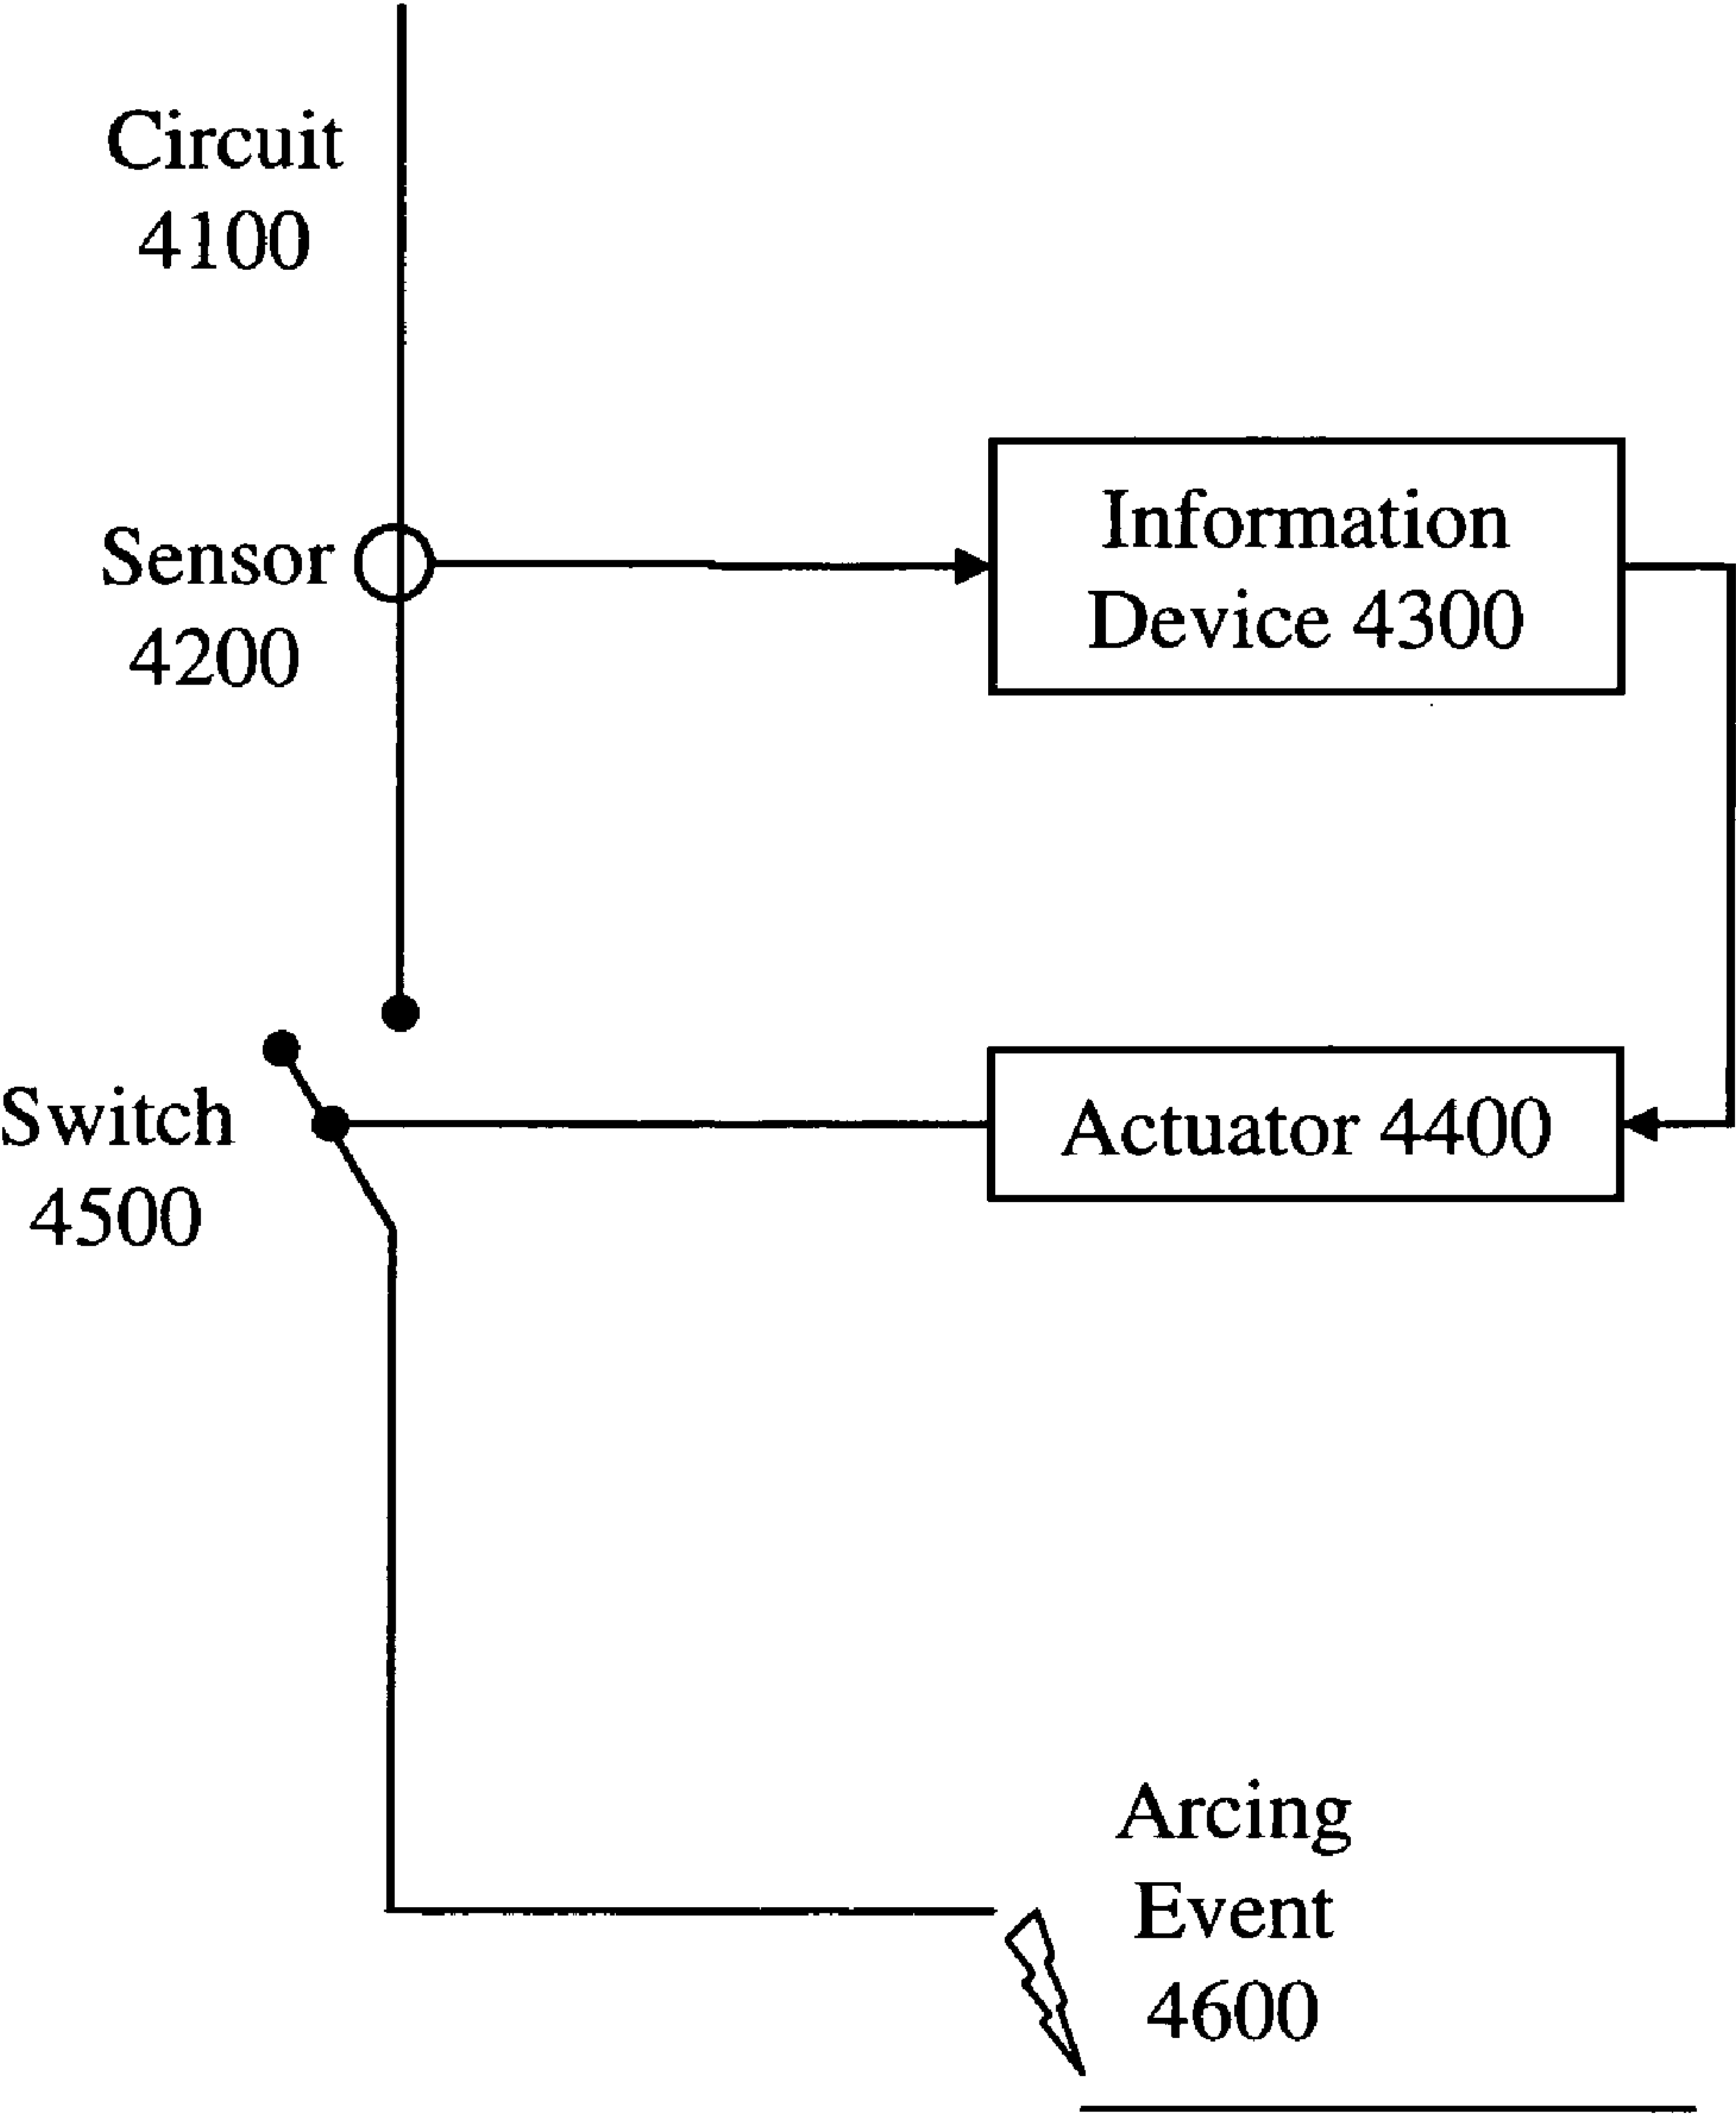 Circuit
4100
Sensor
4200
Information
Device 4300
Switch
4500
Actuator 4400
Arcing
Event
4600